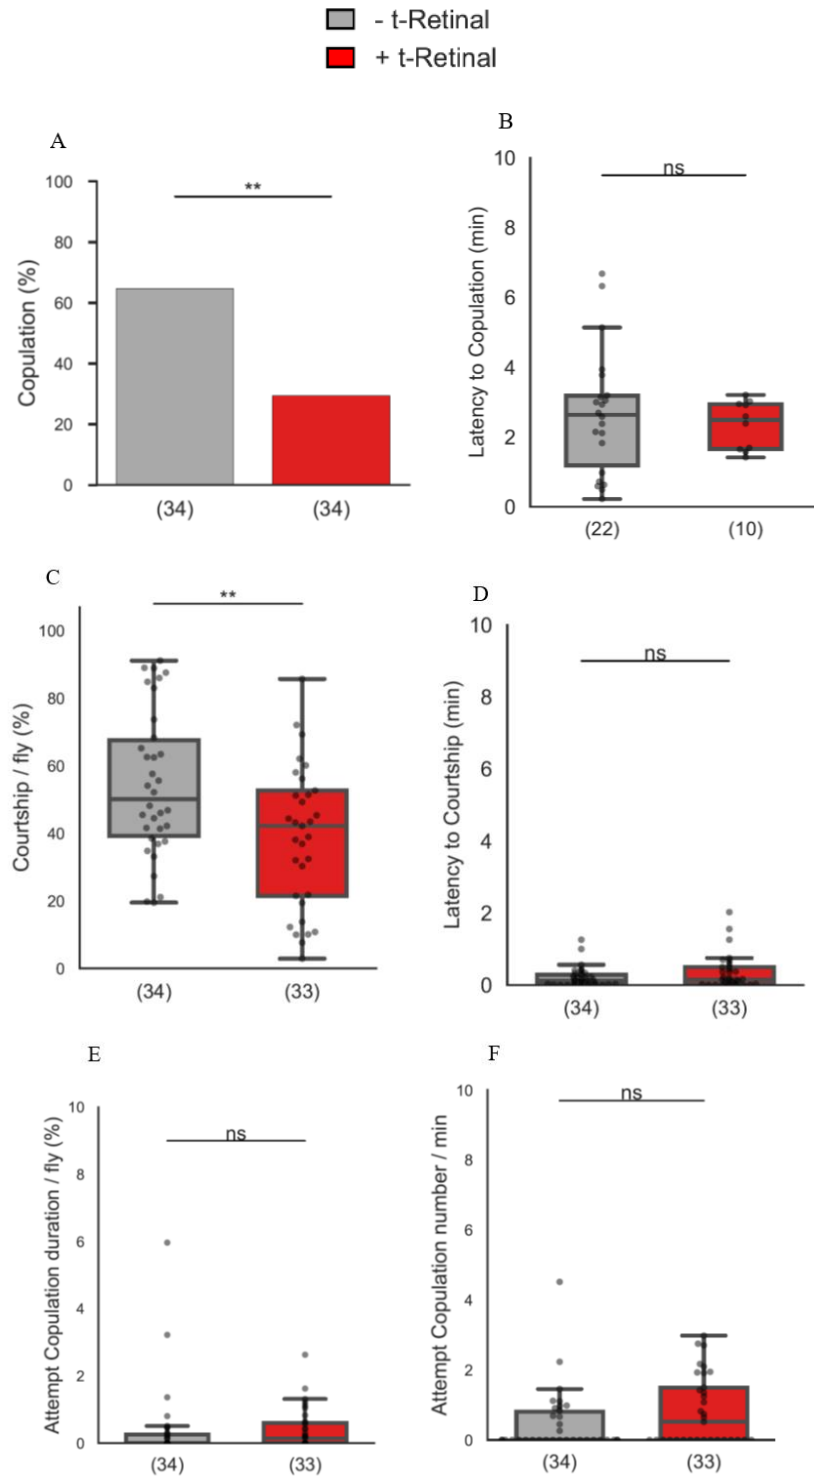 - t-Retinal
+ t-Retinal
A
Copulation (%)
100
80
60
40
20
0
**
(34)
(34)
B
Latency to Copulation (min)
10
8
6
4
2
0
ns
(22)
(10)
C
Courtship / fly (%)
100
80
60
40
20
0
**
(34)
(33)
D
Latency to Courtship (min)
10
8
6
4
2
0
ns
(34)
(33)
E
Attempt Copulation duration / fly (%)
10
8
6
4
2
0
ns
(34)
(33)
F
Attempt Copulation number / min
10
8
6
4
2
0
ns
(34)
(33)